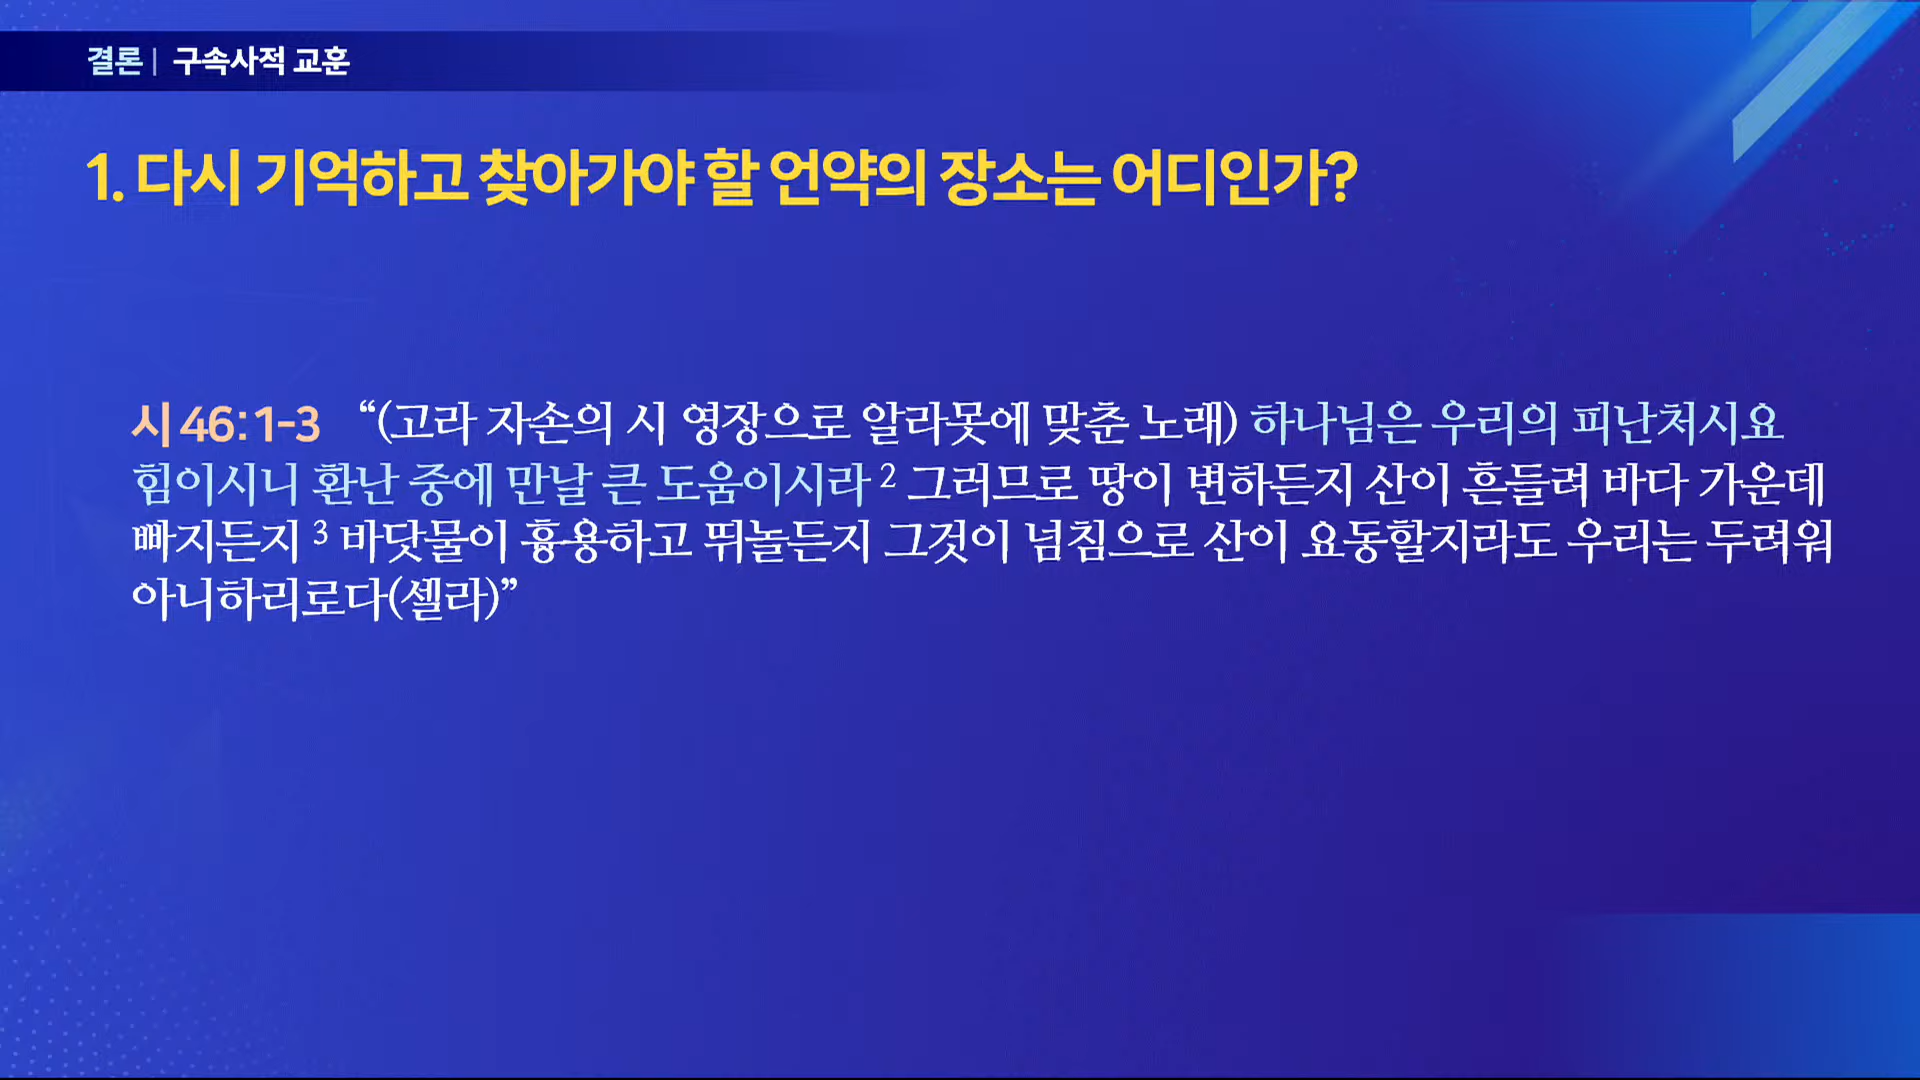 결론 | 구속사적 교훈
1. 다시 기억하고 찾아가야 할 언약의 장소는 어디인가?
시 46:1-3 “(고라 자손의 시 영장으로 알라못에 맞춘 노래) 하나님은 우리의 피난처시요
힘이시니 환난 중에 만날 큰 도움이시라 ² 그러므로 땅이 변하든지 산이 흔들려 바다 가운데
빠지든지 ³ 바닷물이 흉용하고 뛰놀든지 그것이 넘침으로 산이 요동할지라도 우리는 두려워
아니하리로다(셀라)”